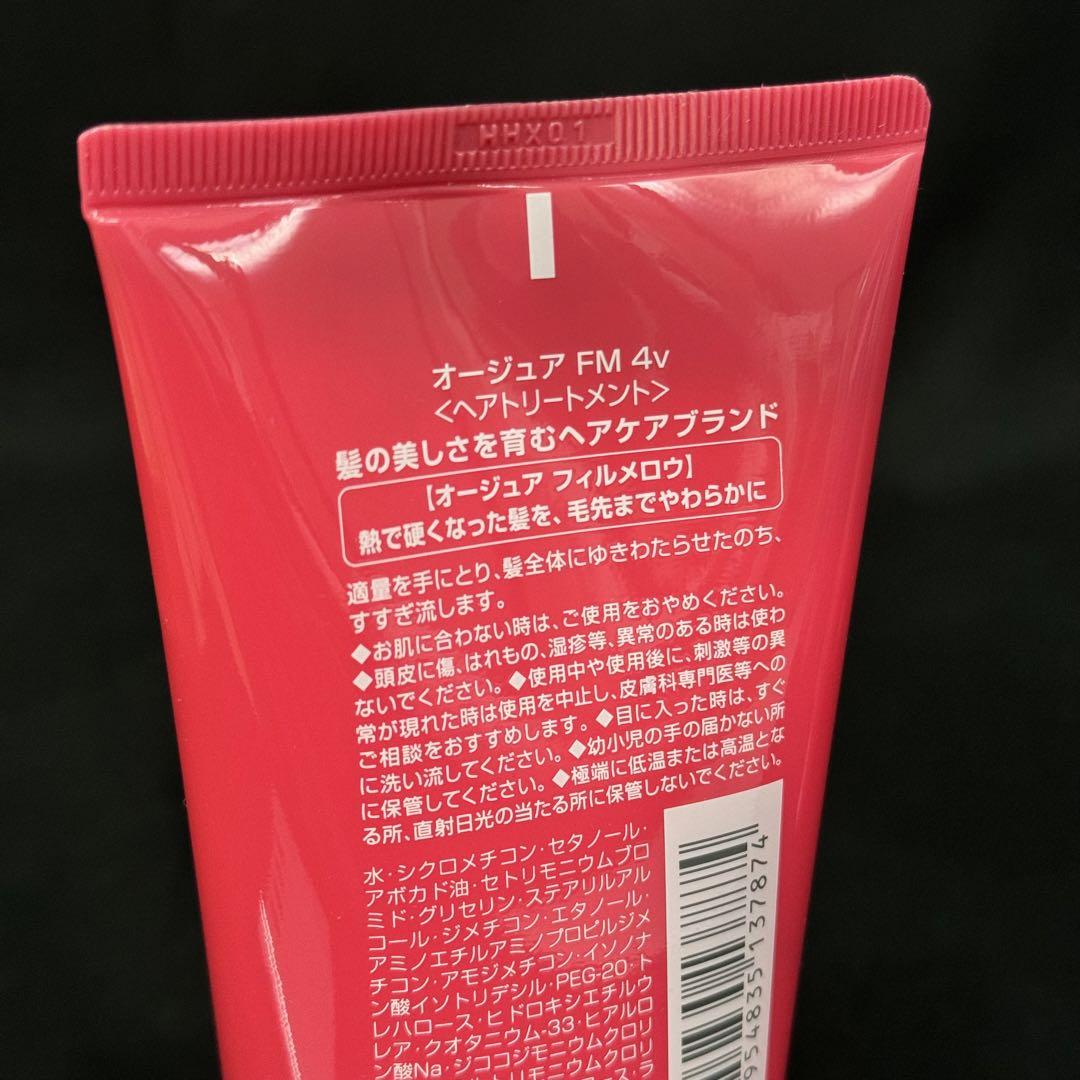 HHX01
オージュア FM 4v
〈ヘアトリートメント〉
髪の美しさを育むヘアケアブランド
【オージュア フィルメロウ】
熱で硬くなった髪を、毛先までやわらかに
適量を手にとり、髪全体にゆきわたらせたのち、
すすぎ流します。
◆お肌に合わない時は、ご使用をおやめください。
◆頭皮に傷、はれもの、湿疹等、異常のある時は使わ
ないでください。◆使用中や使用後に、刺激等の異
常が現れた時は使用を中止し、皮膚科専門医等への
ご相談をおすすめします。◆目に入った時は、すぐ
に洗い流してください。◆幼小児の手の届かない所
に保管してください。◆極端に低温または高温とな
る所、直射日光の当たる所に保管しないでください。
水・シクロメチコン・セタノール・
アボカド油・セトリモニウムブロ
ミド・グリセリン・ステアリルアル
コール・ジメチコン・エタノール・
アミノエチルアミノプロピルジメ
チコン・アモジメチコン・イソノナ
ン酸イソトリデシル・PEG-20・ト
レハロース・ヒドロキシエチルウ
レア・クオタニウム-33・ヒアルロ
ン酸Na・ジココジモニウムクロリ
954835137874